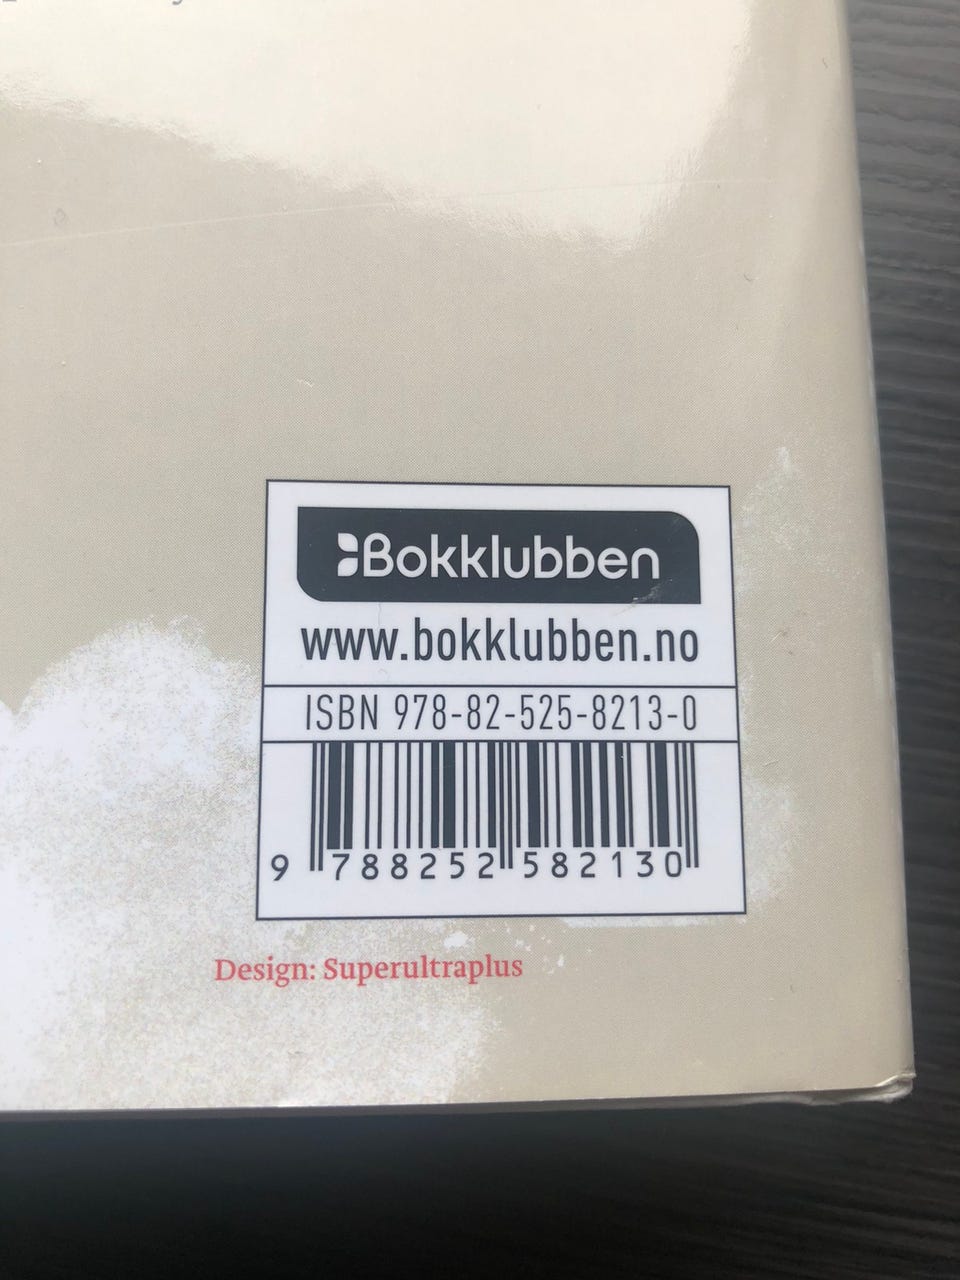 Bokklubben
www.bokklubben.no
ISBN 978-82-525-8213-0
9 788252 582130
Design: Superultraplus